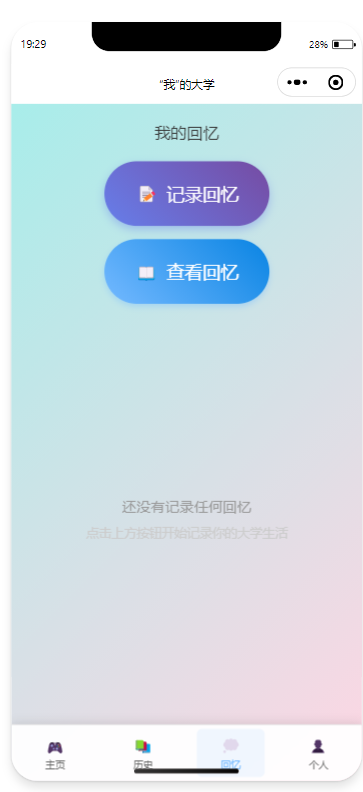 19:29
28%
“我”的大学
我的回忆
记录回忆
查看回忆
还没有记录任何回忆
点击上方按钮开始记录你的大学生活
主页
历史
回忆
个人